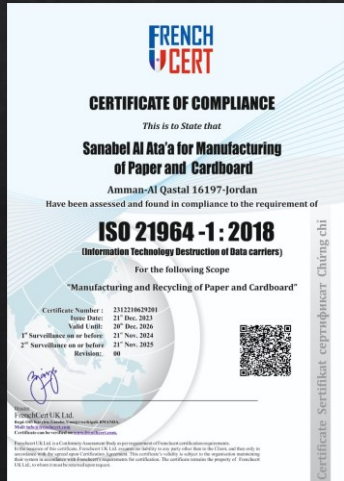 FRENCH
CERT
CERTIFICATE OF COMPLIANCE
This is to State that
Sanabel Al Ata'a for Manufacturing
of Paper and Cardboard
Amman-Al Qastal 16197-Jordan
Have been assessed and found in compliance to the requirement of
ISO 21964 -1 : 2018
(Information Technology Destruction of Data carriers)
For the following Scope
"Manufacturing and Recycling of Paper and Cardboard"
Certificate Number : 2312210629201
Issue Date: 21st Dec. 2023
Valid Until: 20th Dec. 2026
1st Surveillance on or before: 21st Nov. 2024
2nd Surveillance on or before 21st Nov. 2025
Revision: 00
FrenchCert UK Ltd.
Certificate Sertifikat сертификат Chứng chi